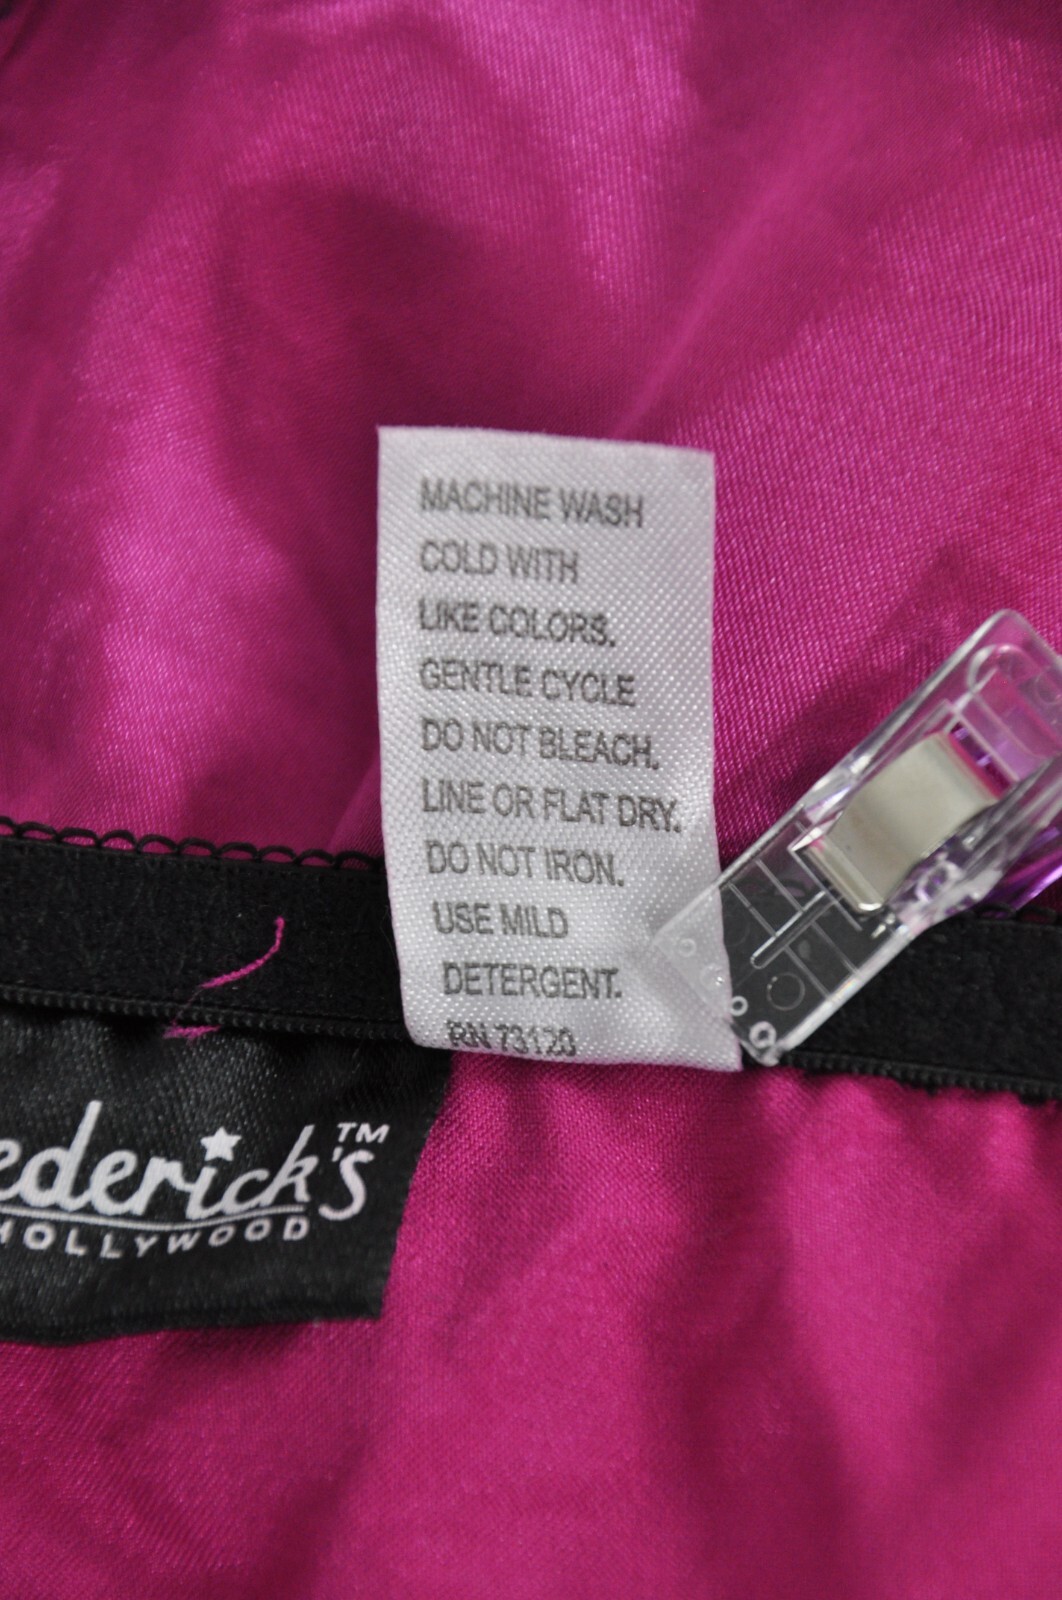 MACHINE WASH
COLD WITH
LIKE COLORS.
GENTLE CYCLE
DO NOT BLEACH.
LINE OR FLAT DRY.
DO NOT IRON.
USE MILD
DETERGENT.
RN 73120
ederick's™
HOLLYWOOD